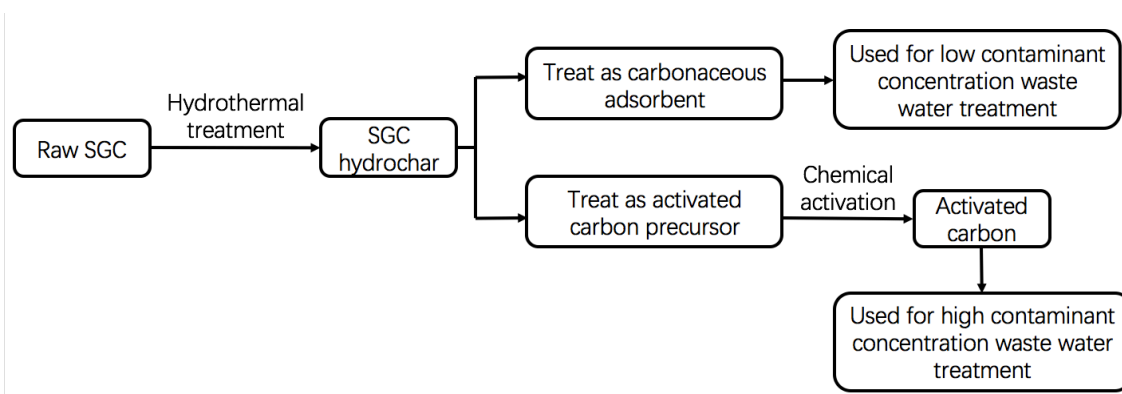 Raw SGC
Hydrothermal
treatment
SGC
hydrochar
Treat as carbonaceous
adsorbent
Used for low contaminant
concentration waste
water treatment
Treat as activated
carbon precursor
Chemical
activation
Activated
carbon
Used for high contaminant
concentration waste water
treatment